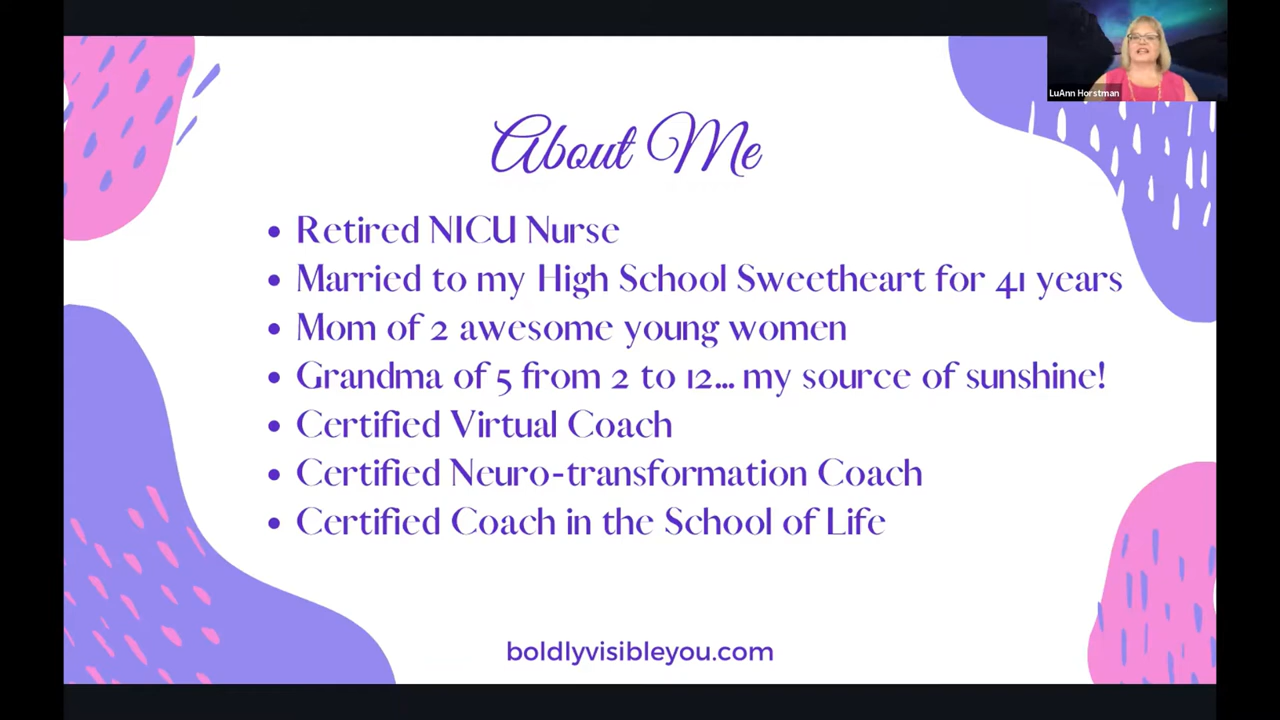 LuAnn Horstman
About Me
• Retired NICU Nurse
• Married to my High School Sweetheart for 41 years
• Mom of 2 awesome young women
• Grandma of 5 from 2 to 12... my source of sunshine!
• Certified Virtual Coach
• Certified Neuro-transformation Coach
• Certified Coach in the School of Life
boldlyvisibleyou.com